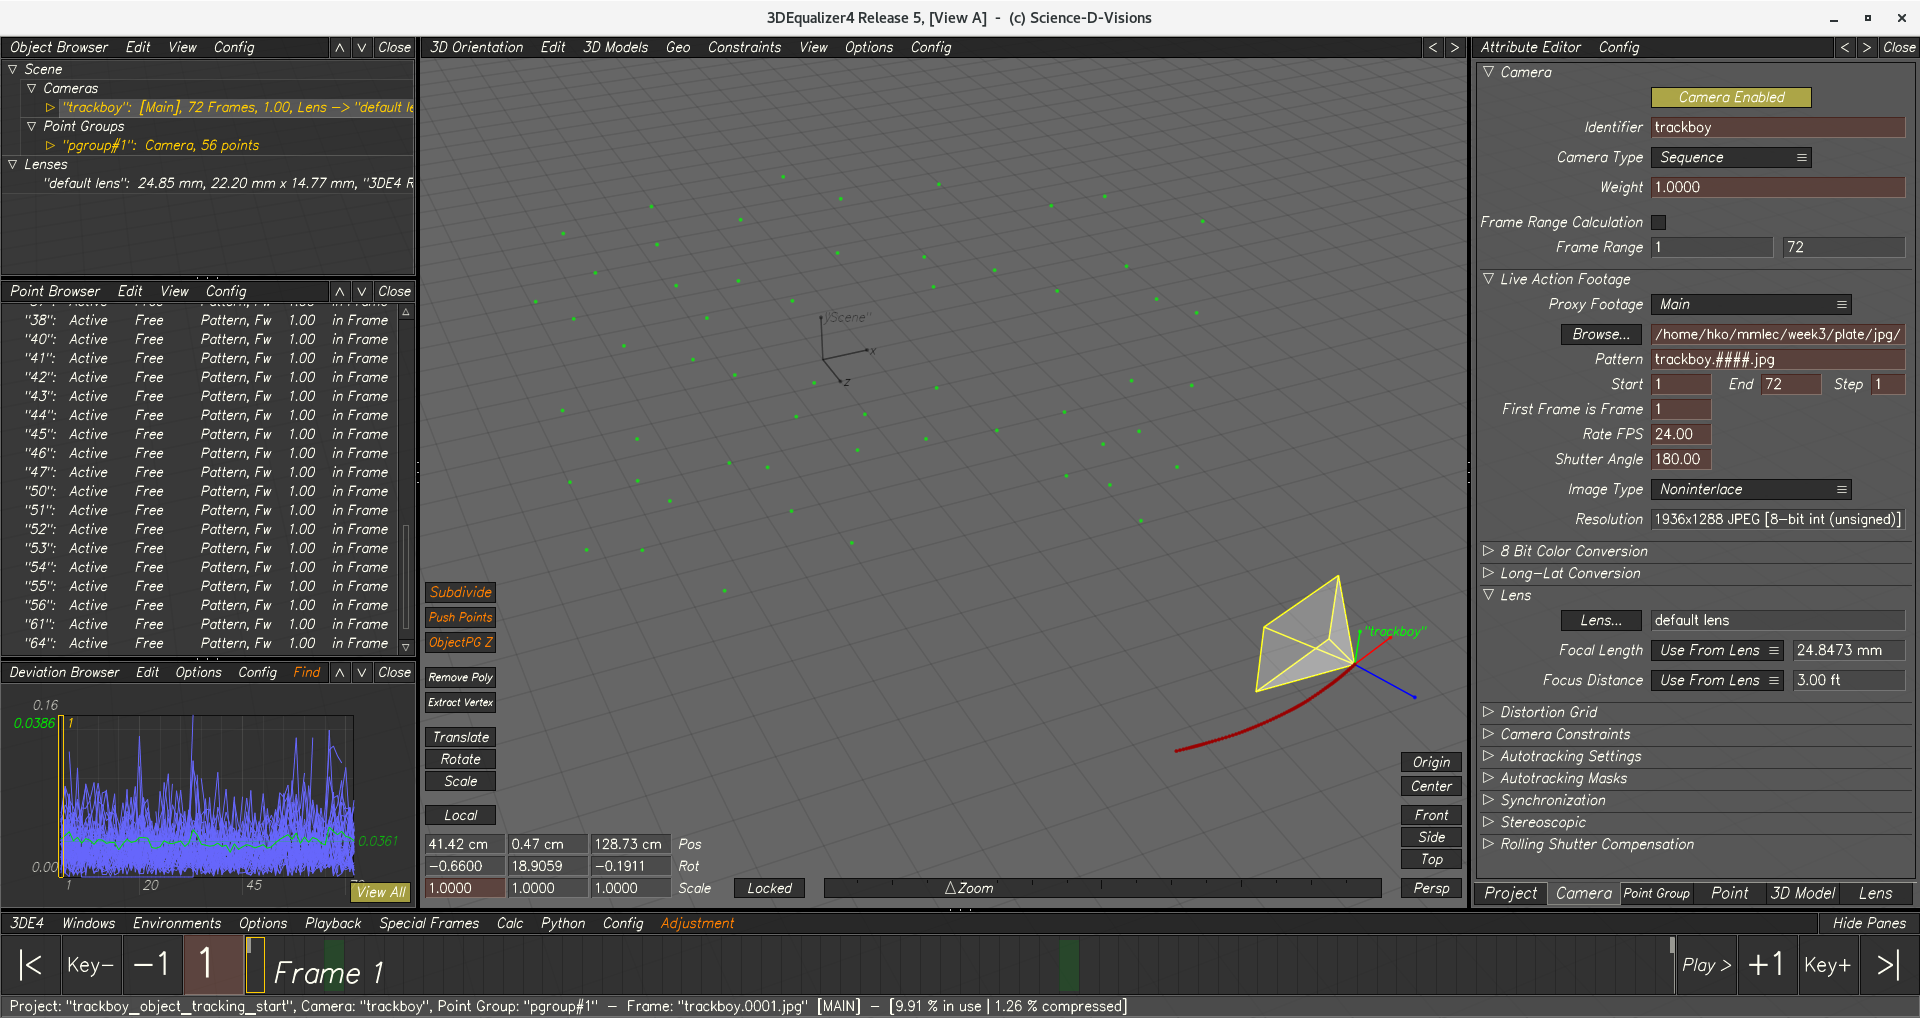 3DEqualizer4 Release 5, [View A]  -  (c) Science-D-Visions
Object Browser Edit View Config Close
Scene
Cameras
"trackboy": [Main], 72 Frames, 1.00, Lens -> "default le
Point Groups
"pgroup#1": Camera, 56 points
Lenses
"default lens": 24.85 mm, 22.20 mm x 14.77 mm, "3DE4 R
Point Browser Edit View Config Close
"38": Active Free Pattern, Fw 1.00 in Frame
"40": Active Free Pattern, Fw 1.00 in Frame
"41": Active Free Pattern, Fw 1.00 in Frame
"42": Active Free Pattern, Fw 1.00 in Frame
"43": Active Free Pattern, Fw 1.00 in Frame
"44": Active Free Pattern, Fw 1.00 in Frame
"45": Active Free Pattern, Fw 1.00 in Frame
"46": Active Free Pattern, Fw 1.00 in Frame
"47": Active Free Pattern, Fw 1.00 in Frame
"50": Active Free Pattern, Fw 1.00 in Frame
"51": Active Free Pattern, Fw 1.00 in Frame
"52": Active Free Pattern, Fw 1.00 in Frame
"53": Active Free Pattern, Fw 1.00 in Frame
"54": Active Free Pattern, Fw 1.00 in Frame
"55": Active Free Pattern, Fw 1.00 in Frame
"56": Active Free Pattern, Fw 1.00 in Frame
"61": Active Free Pattern, Fw 1.00 in Frame
"64": Active Free Pattern, Fw 1.00 in Frame
Deviation Browser Edit Options Config Find Close
0.16
0.0386 1
0.0361
0.00
1 20 45
View All
3D Orientation Edit 3D Models Geo Constraints View Options Config < >
y"Scene"
x
z
"trackboy"
Subdivide
Push Points
ObjectPG Z
Remove Poly
Extract Vertex
Translate
Rotate
Scale
Local
41.42 cm 0.47 cm 128.73 cm Pos
-0.6600 18.9059 -0.1911 Rot
1.0000 1.0000 1.0000 Scale Locked Zoom
Origin
Center
Front
Side
Top
Persp
Attribute Editor Config < > Close
Camera
Camera Enabled
Identifier trackboy
Camera Type Sequence
Weight 1.0000
Frame Range Calculation
Frame Range 1 72
Live Action Footage
Proxy Footage Main
Browse... /home/hko/mmlec/week3/plate/jpg/
Pattern trackboy.####.jpg
Start 1 End 72 Step 1
First Frame is Frame 1
Rate FPS 24.00
Shutter Angle 180.00
Image Type Noninterlace
Resolution 1936x1288 JPEG [8-bit int (unsigned)]
8 Bit Color Conversion
Long-Lat Conversion
Lens
Lens... default lens
Focal Length Use From Lens 24.8473 mm
Focus Distance Use From Lens 3.00 ft
Distortion Grid
Camera Constraints
Autotracking Settings
Autotracking Masks
Synchronization
Stereoscopic
Rolling Shutter Compensation
Project Camera Point Group Point 3D Model Lens
3DE4 Windows Environments Options Playback Special Frames Calc Python Config Adjustment Hide Panes
|< Key- -1 1 Frame 1 Play > +1 Key+ >|
Project: "trackboy_object_tracking_start", Camera: "trackboy", Point Group: "pgroup#1"  -  Frame: "trackboy.0001.jpg"  [MAIN]  -  [9.91 % in use | 1.26 % compressed]